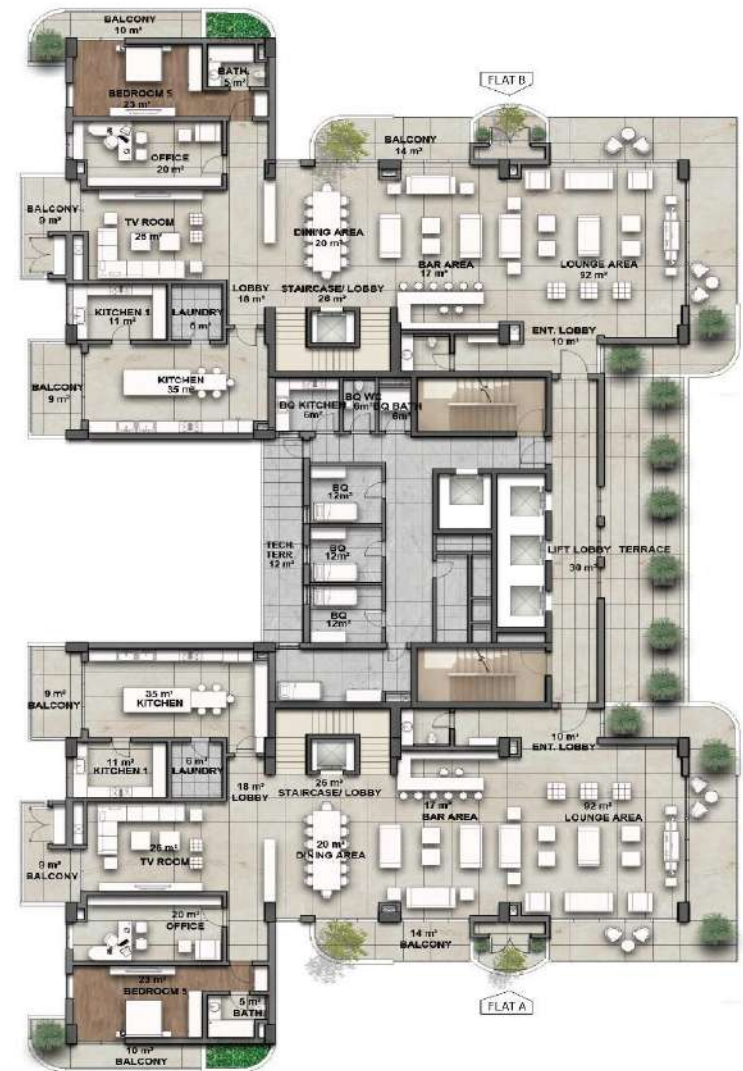 BALCONY
10 m²
BATH.
5 m²
BEDROOM 5
23 m²
FLAT B
OFFICE
20 m²
BALCONY
14 m²
BALCONY
9 m²
TV ROOM
26 m²
DINING AREA
20 m²
BAR AREA
17 m²
LOUNGE AREA
92 m²
LOBBY
18 m²
STAIRCASE/ LOBBY
26 m²
KITCHEN 1
11 m²
LAUNDRY
6 m²
ENT. LOBBY
10 m²
BALCONY
9 m²
KITCHEN
35 m²
BQ KITCHEN
6m²
BQ WC
6m²
BQ BATH
6m²
BQ
12m²
TECH.
TERR.
12 m²
BQ
12m²
BQ
12m²
LIFT LOBBY
30 m²
TERRACE
9 m²
BALCONY
35 m²
KITCHEN
11 m²
KITCHEN 1
6 m²
LAUNDRY
18 m²
LOBBY
26 m²
STAIRCASE/ LOBBY
10 m²
ENT. LOBBY
17 m²
BAR AREA
92 m²
LOUNGE AREA
9 m²
BALCONY
26 m²
TV ROOM
20 m²
DINING AREA
20 m²
OFFICE
14 m²
BALCONY
23 m²
BEDROOM 5
5 m²
BATH.
FLAT A
10 m²
BALCONY